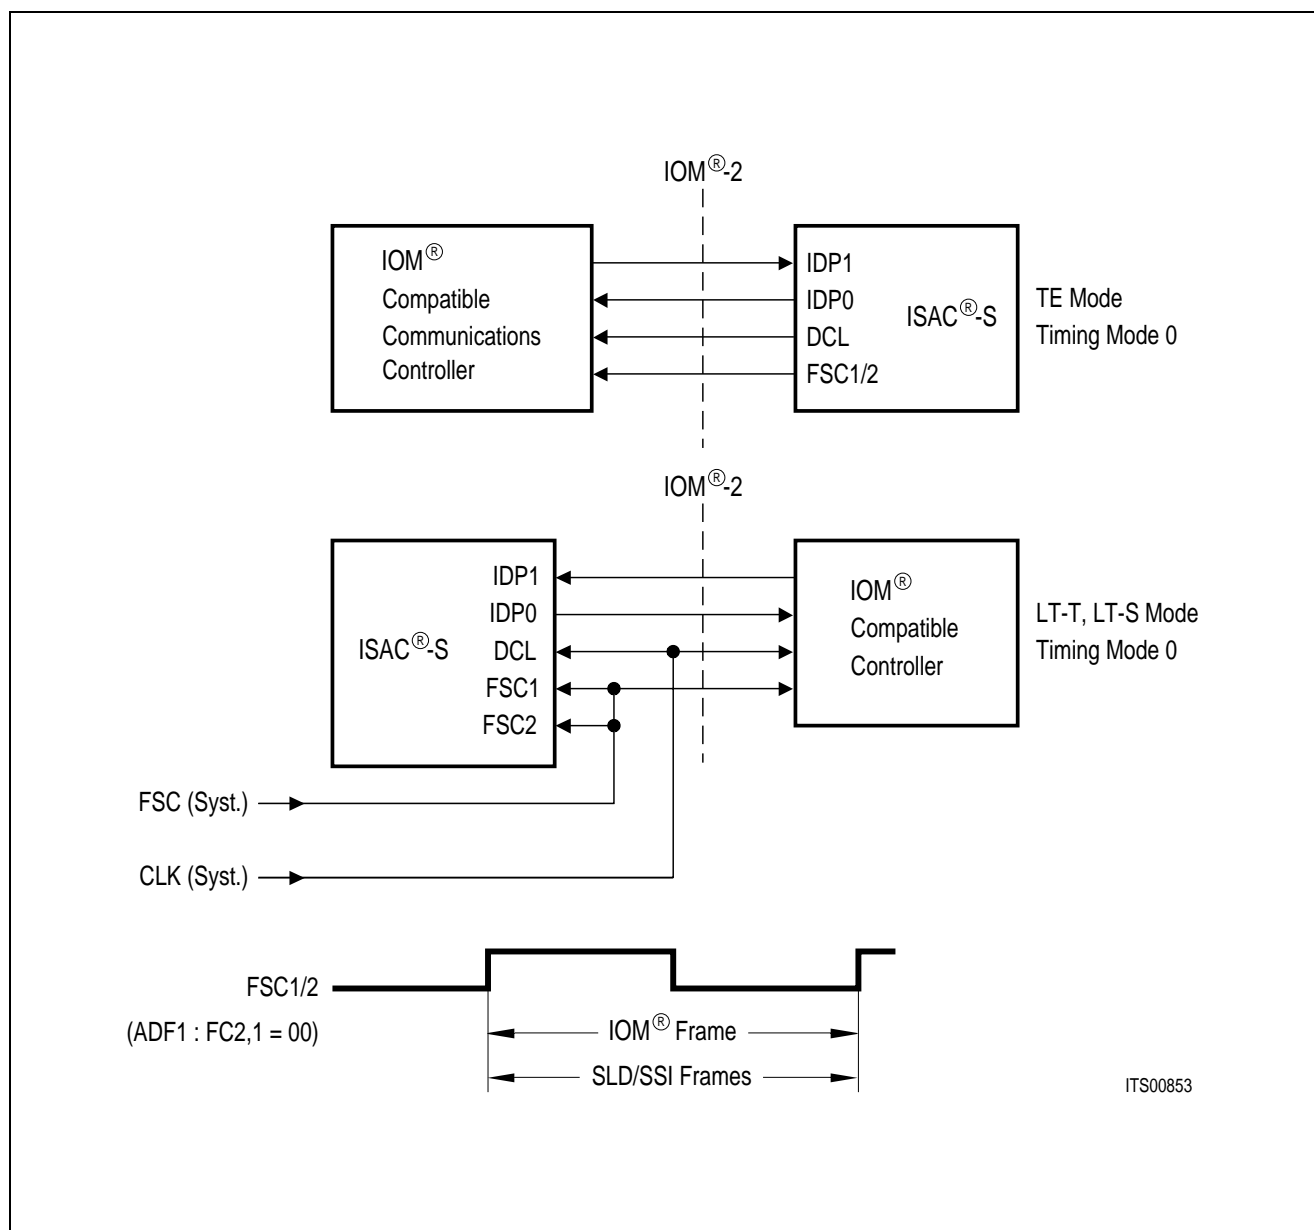 IOM®-2
IOM®
Compatible
Communications
Controller
IDP1
IDP0
DCL
FSC1/2
ISAC®-S
TE Mode
Timing Mode 0
IOM®-2
ISAC®-S
IDP1
IDP0
DCL
FSC1
FSC2
IOM®
Compatible
Controller
LT-T, LT-S Mode
Timing Mode 0
FSC (Syst.)
CLK (Syst.)
FSC1/2
(ADF1 : FC2,1 = 00)
IOM® Frame
SLD/SSI Frames
ITS00853